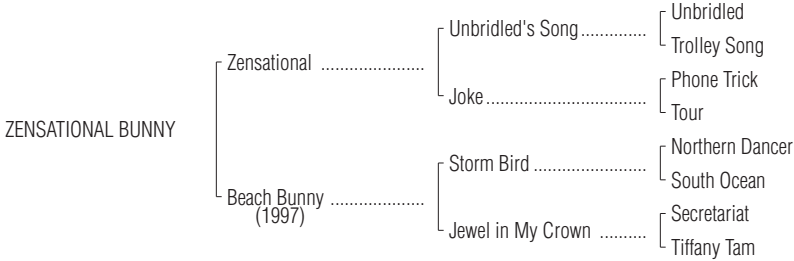 Unbridled
Unbridled's Song..............
Trolley Song
Zensational ......................
Phone Trick
Joke..................................
Tour
ZENSATIONAL BUNNY
Northern Dancer
Storm Bird ........................
South Ocean
Beach Bunny ....................
(1997)
Secretariat
Jewel in My Crown ..........
Tiffany Tam